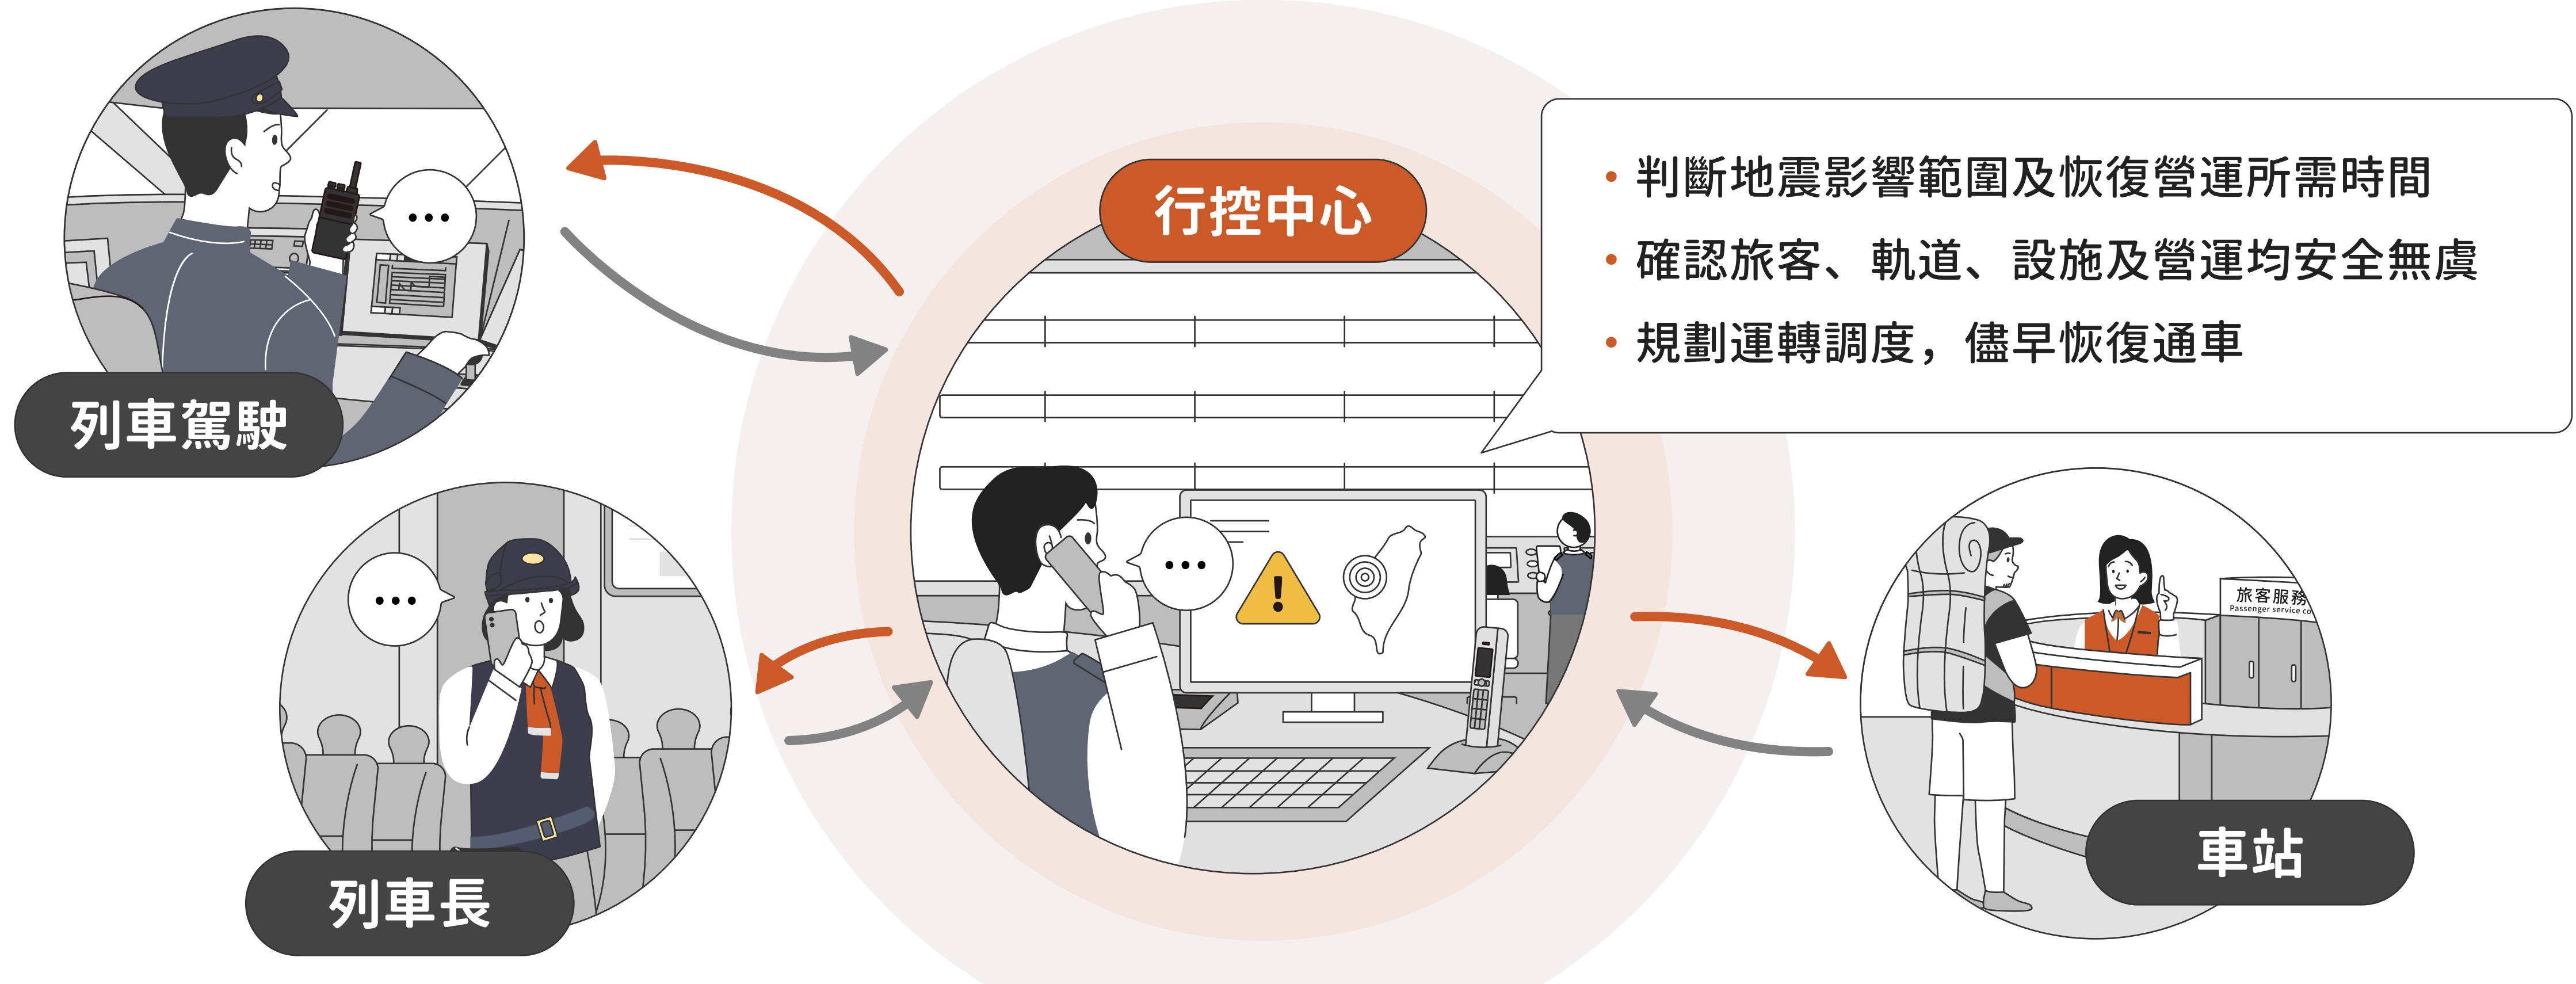 行控中心
• 判斷地震影響範圍及恢復營運所需時間
• 確認旅客、軌道、設施及營運均安全無虞
• 規劃運轉調度，儘早恢復通車
列車駕駛
列車長
旅客服務
Passenger service co
車站